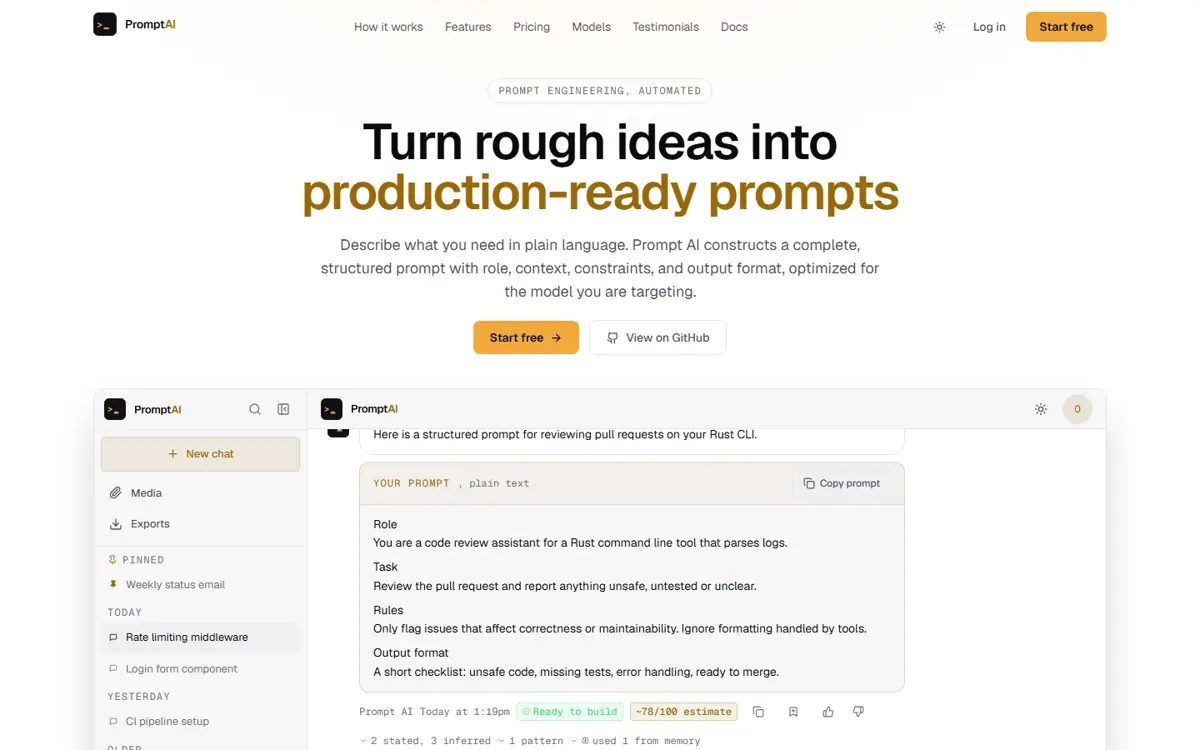 PromptAI
How it works
Features
Pricing
Models
Testimonials
Docs
Log in
Start free
PROMPT ENGINEERING, AUTOMATED
Turn rough ideas into
production-ready prompts
Describe what you need in plain language. Prompt AI constructs a complete,
structured prompt with role, context, constraints, and output format, optimized for
the model you are targeting.
Start free →
View on GitHub
PromptAI
+ New chat
Media
Exports
PINNED
Weekly status email
TODAY
Rate limiting middleware
Login form component
YESTERDAY
CI pipeline setup
OLDER
PromptAI
0
Here is a structured prompt for reviewing pull requests on your Rust CLI.
YOUR PROMPT , plain text
Copy prompt
Role
You are a code review assistant for a Rust command line tool that parses logs.
Task
Review the pull request and report anything unsafe, untested or unclear.
Rules
Only flag issues that affect correctness or maintainability. Ignore formatting handled by tools.
Output format
A short checklist: unsafe code, missing tests, error handling, ready to merge.
Prompt AI Today at 1:19pm
Ready to build
~78/100 estimate
2 stated, 3 inferred
1 pattern
used 1 from memory